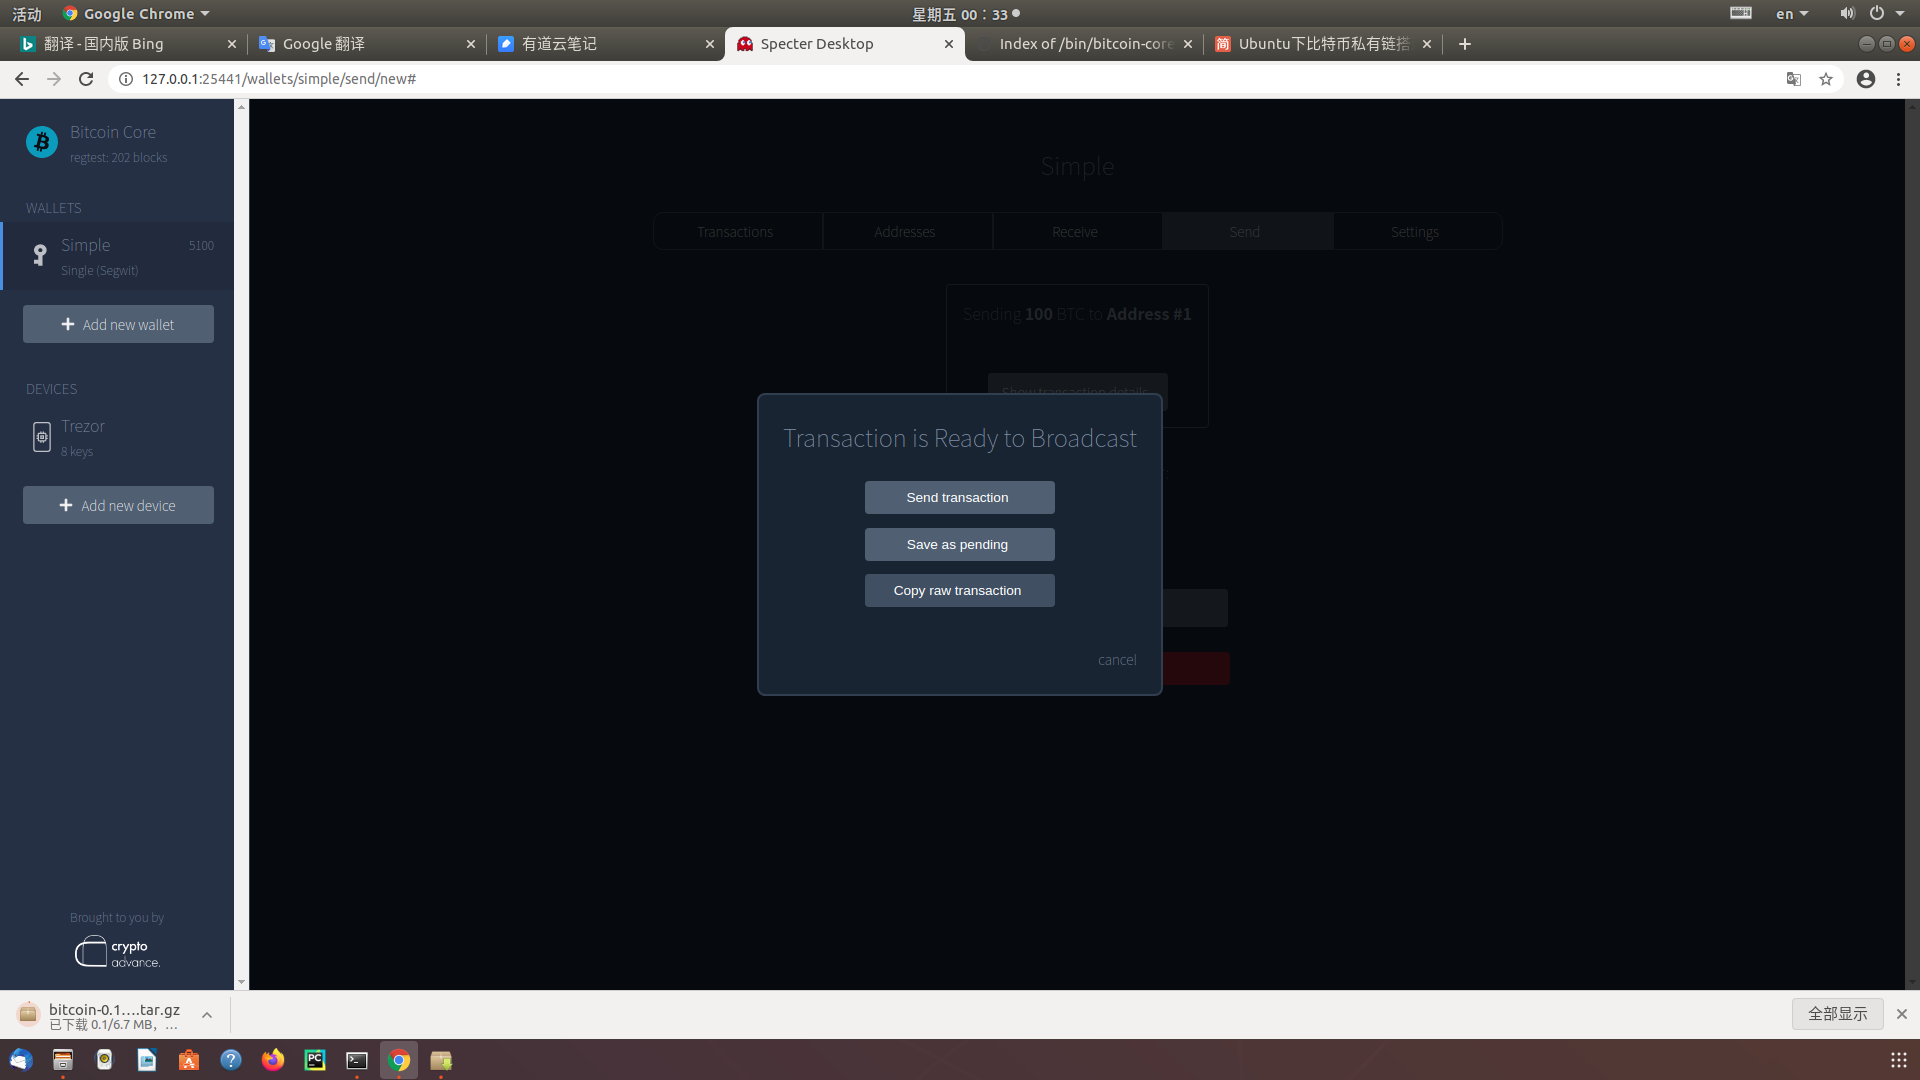 活动
Google Chrome
星期五 00：33
en
翻译 - 国内版 Bing
Google 翻译
有道云笔记
Specter Desktop
Index of /bin/bitcoin-core
Ubuntu下比特币私有链搭
127.0.0.1:25441/wallets/simple/send/new#
Bitcoin Core
regtest: 202 blocks
WALLETS
Simple
5100
Single (Segwit)
Add new wallet
DEVICES
Trezor
8 keys
Add new device
Brought to you by
crypto
advance.
Simple
Transactions
Addresses
Receive
Send
Settings
Sending 100 BTC to Address #1
Show transaction details
Transaction is Ready to Broadcast
Send transaction
Save as pending
Copy raw transaction
cancel
bitcoin-0.1….tar.gz
已下载 0.1/6.7 MB，…
全部显示